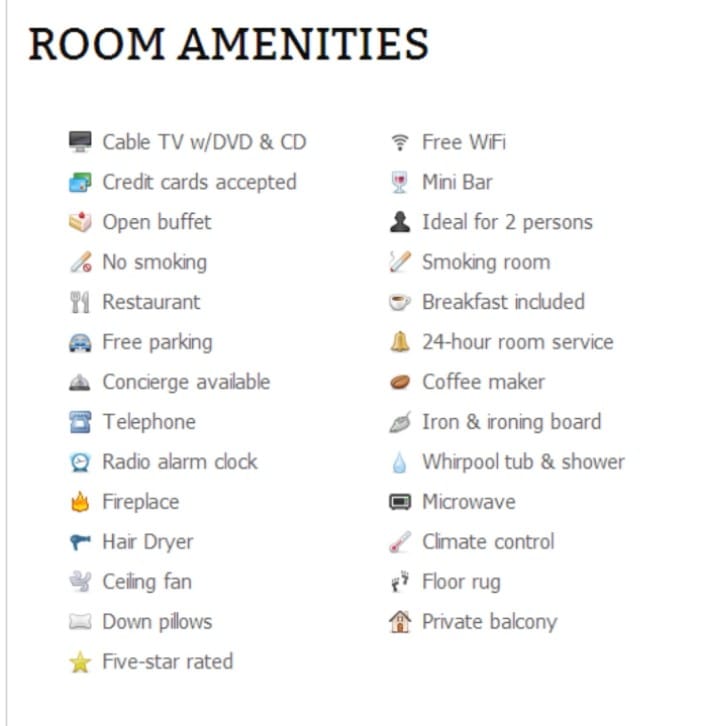 ROOM AMENITIES
Cable TV w/DVD & CD
Credit cards accepted
Open buffet
No smoking
Restaurant
Free parking
Concierge available
Telephone
Radio alarm clock
Fireplace
Hair Dryer
Ceiling fan
Down pillows
Five-star rated
Free WiFi
Mini Bar
Ideal for 2 persons
Smoking room
Breakfast included
24-hour room service
Coffee maker
Iron & ironing board
Whirpool tub & shower
Microwave
Climate control
Floor rug
Private balcony